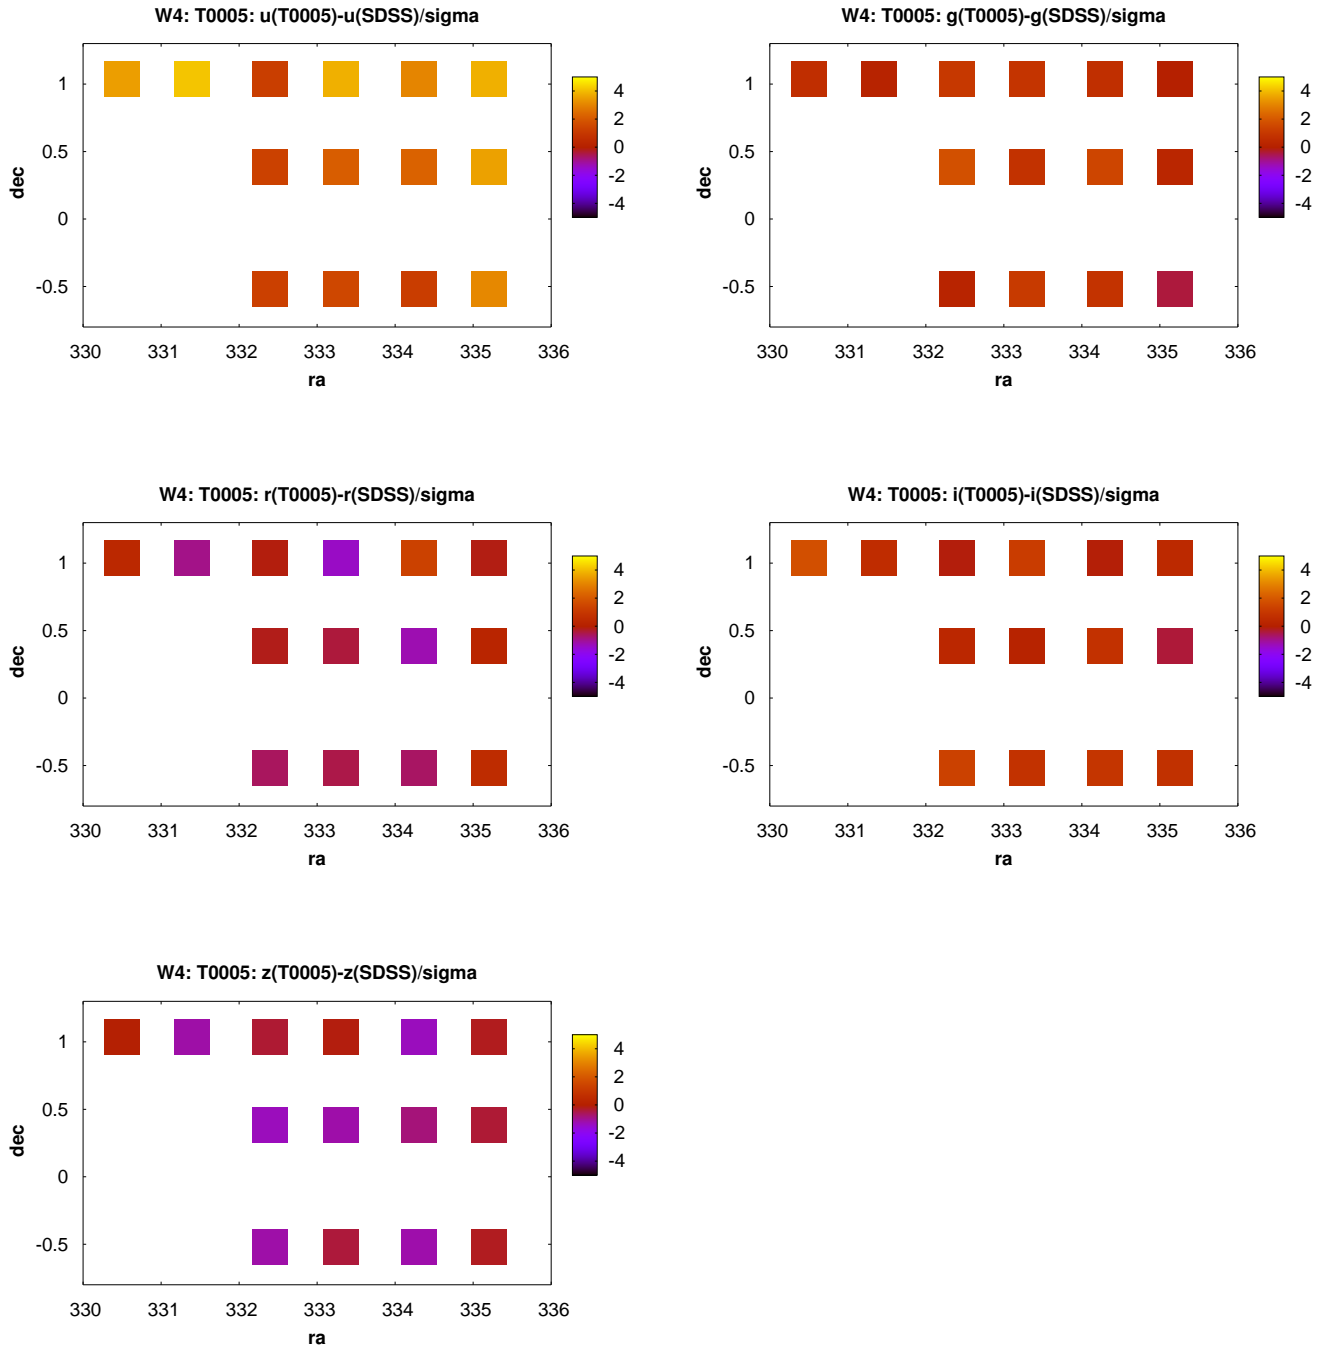 W4: T0005: u(T0005)-u(SDSS)/sigma
dec
1
0.5
0
-0.5
330 331 332 333 334 335 336
ra
4
2
0
-2
-4
W4: T0005: g(T0005)-g(SDSS)/sigma
dec
1
0.5
0
-0.5
330 331 332 333 334 335 336
ra
4
2
0
-2
-4
W4: T0005: r(T0005)-r(SDSS)/sigma
dec
1
0.5
0
-0.5
330 331 332 333 334 335 336
ra
4
2
0
-2
-4
W4: T0005: i(T0005)-i(SDSS)/sigma
dec
1
0.5
0
-0.5
330 331 332 333 334 335 336
ra
4
2
0
-2
-4
W4: T0005: z(T0005)-z(SDSS)/sigma
dec
1
0.5
0
-0.5
330 331 332 333 334 335 336
ra
4
2
0
-2
-4